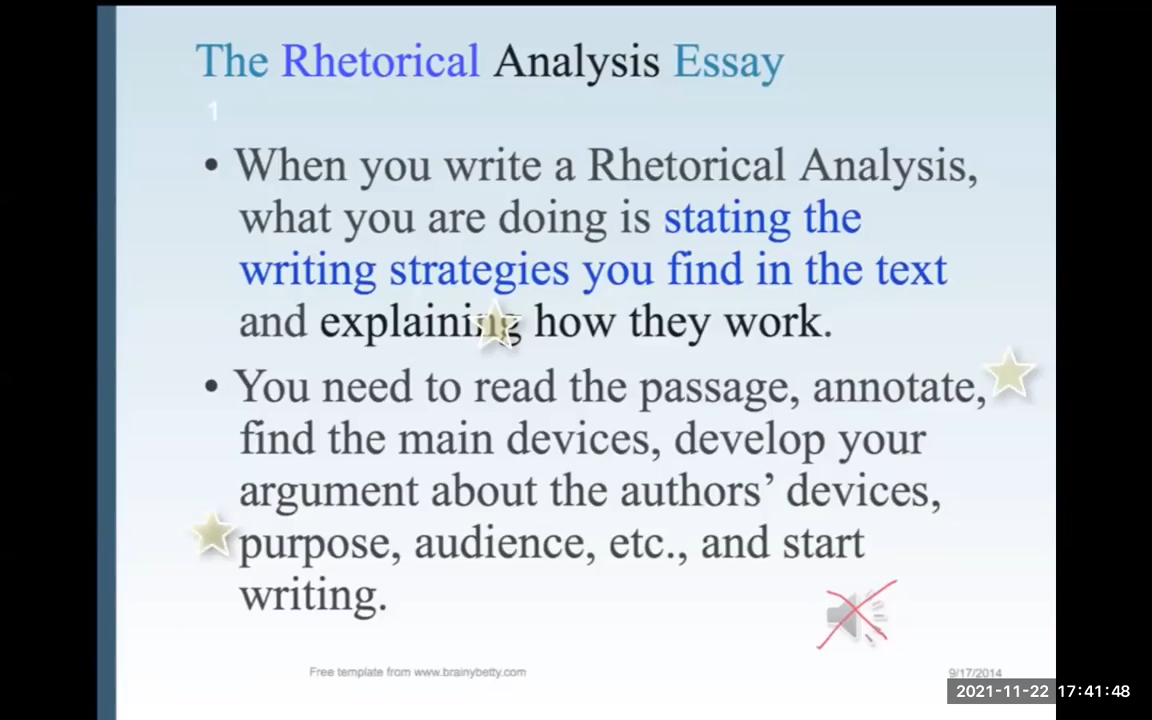 The Rhetorical Analysis Essay
1
• When you write a Rhetorical Analysis,
what you are doing is stating the
writing strategies you find in the text
and explaining how they work.
• You need to read the passage, annotate,
find the main devices, develop your
argument about the authors’ devices,
purpose, audience, etc., and start
writing.
Free template from www.brainybetty.com
9/17/2014
2021-11-22 17:41:48